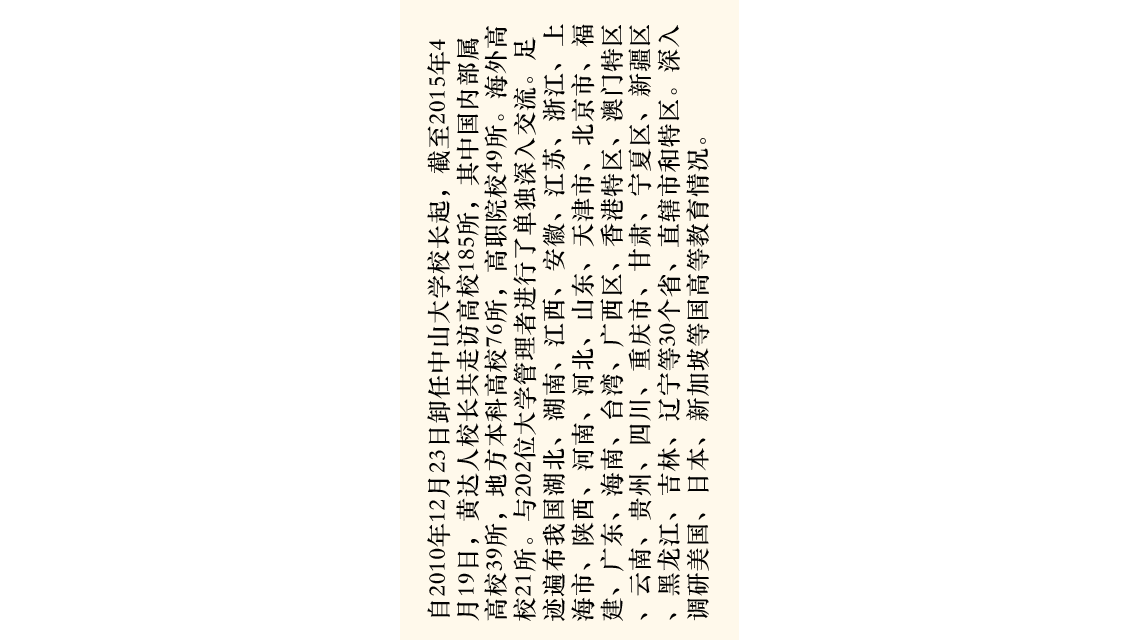 自2010年12月23日卸任中山大学校长起，截至2015年4
月19日，黄达人校长共走访高校185所，其中国内部属
高校39所，地方本科高校76所，高职院校49所。海外高
校21所。与202位大学管理者进行了单独深入交流。足
迹遍布我国湖北、湖南、江西、安徽、江苏、浙江、上
海市、陕西、河南、河北、山东、天津市、北京市、福
建、广东、海南、台湾、广西区、香港特区、澳门特区
、云南、贵州、四川、重庆市、甘肃、宁夏区、新疆区
、黑龙江、吉林、辽宁等30个省、直辖市和特区。深入
调研美国、日本、新加坡等国高等教育情况。